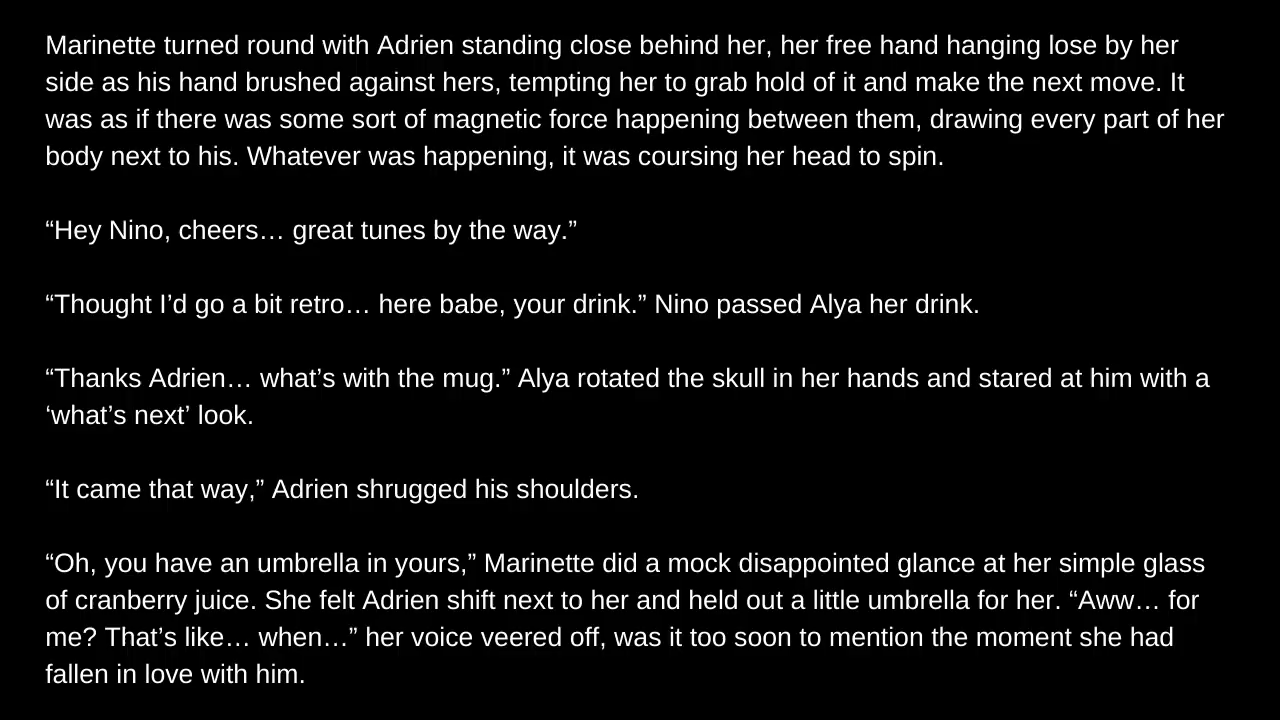 Marinette turned round with Adrien standing close behind her, her free hand hanging lose by her
side as his hand brushed against hers, tempting her to grab hold of it and make the next move. It
was as if there was some sort of magnetic force happening between them, drawing every part of her
body next to his. Whatever was happening, it was coursing her head to spin.
“Hey Nino, cheers… great tunes by the way.”
“Thought I’d go a bit retro… here babe, your drink.” Nino passed Alya her drink.
“Thanks Adrien… what’s with the mug.” Alya rotated the skull in her hands and stared at him with a
‘what’s next’ look.
“It came that way,” Adrien shrugged his shoulders.
“Oh, you have an umbrella in yours,” Marinette did a mock disappointed glance at her simple glass
of cranberry juice. She felt Adrien shift next to her and held out a little umbrella for her. “Aww… for
me? That’s like… when…” her voice veered off, was it too soon to mention the moment she had
fallen in love with him.